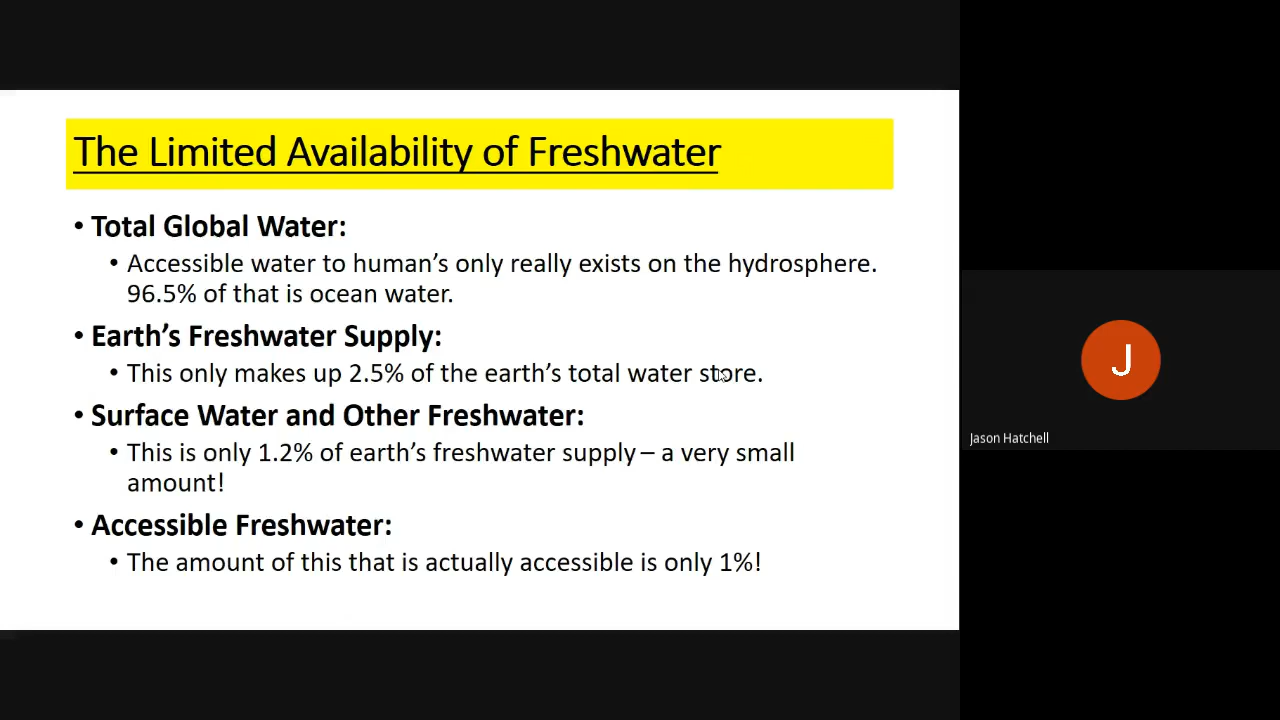 The Limited Availability of Freshwater
• Total Global Water:
• Accessible water to human's only really exists on the hydrosphere.
96.5% of that is ocean water.
• Earth's Freshwater Supply:
• This only makes up 2.5% of the earth's total water store.
• Surface Water and Other Freshwater:
• This is only 1.2% of earth's freshwater supply – a very small
amount!
• Accessible Freshwater:
• The amount of this that is actually accessible is only 1%!
J
Jason Hatchell